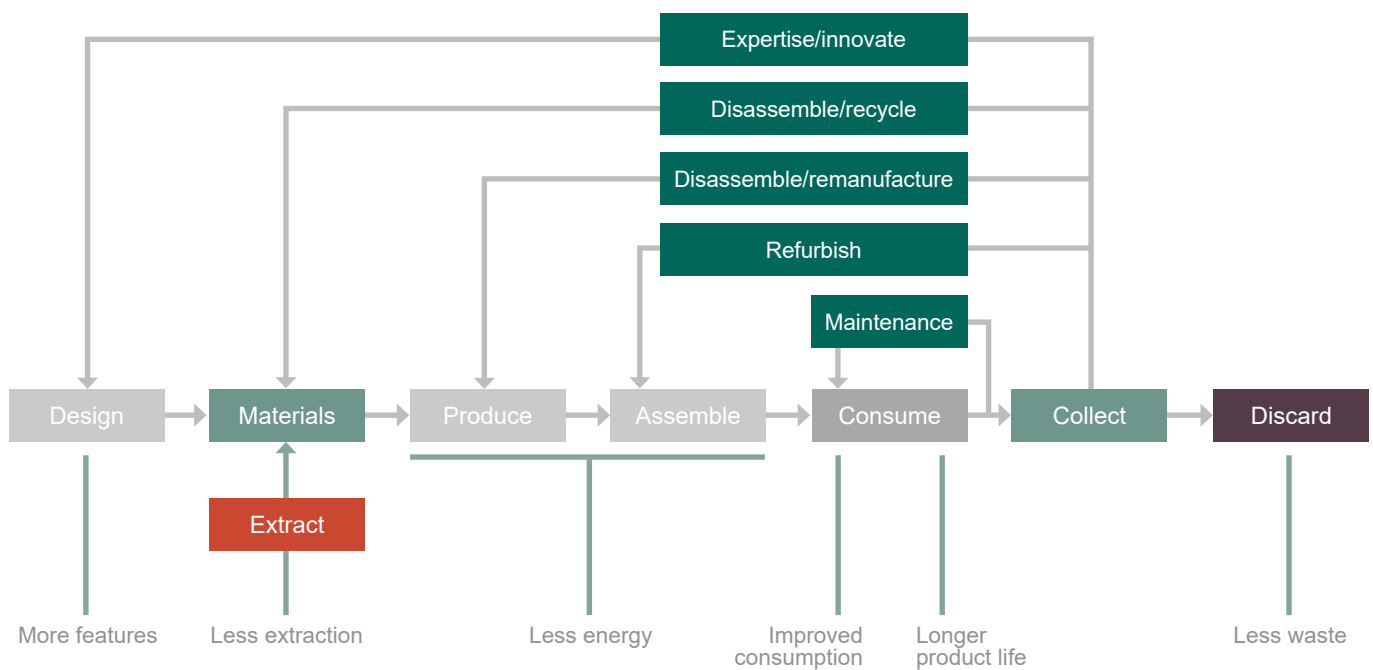 Expertise/innovate
Disassemble/recycle
Disassemble/remanufacture
Refurbish
Maintenance
Design
Materials
Produce
Assemble
Consume
Collect
Discard
Extract
More features
Less extraction
Less energy
Improved
consumption
Longer
product life
Less waste